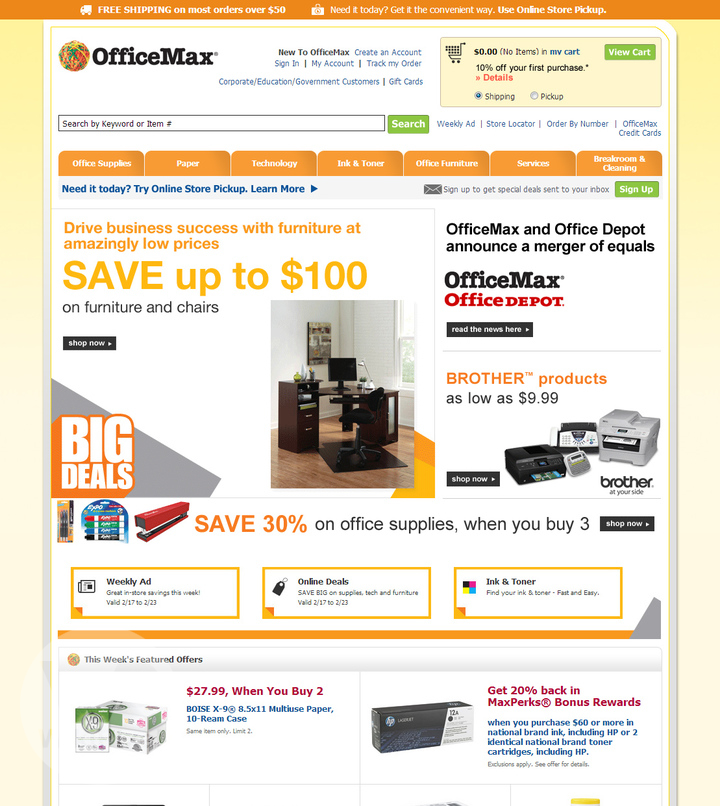 FREE SHIPPING on most orders over $50
Need it today? Get it the convenient way. Use Online Store Pickup.
OfficeMax®
New To OfficeMax Create an Account
Sign In | My Account | Track my Order
Corporate/Education/Government Customers | Gift Cards
$0.00 (No Items) in my cart
View Cart
10% off your first purchase.*
» Details
Shipping
Pickup
Search by Keyword or Item #
Search
Weekly Ad | Store Locator | Order By Number | OfficeMax
Credit Cards
Office Supplies
Paper
Technology
Ink & Toner
Office Furniture
Services
Breakroom &
Cleaning
Need it today? Try Online Store Pickup. Learn More
Sign up to get special deals sent to your inbox
Sign Up
Drive business success with furniture at
amazingly low prices
SAVE up to $100
on furniture and chairs
shop now
BIG
DEALS
OfficeMax and Office Depot
announce a merger of equals
OfficeMax®
Office DEPOT.
read the news here
BROTHER™ products
as low as $9.99
shop now
brother®
at your side
EXPO
SAVE 30% on office supplies, when you buy 3
shop now
Weekly Ad
Great in-store savings this week!
Valid 2/17 to 2/23
Online Deals
SAVE BIG on supplies, tech and furniture
Valid 2/17 to 2/23
Ink & Toner
Find your ink & toner - Fast and Easy.
This Week's Featured Offers
X9
$27.99, When You Buy 2
BOISE X-9® 8.5x11 Multiuse Paper,
10-Ream Case
Same item only. Limit 2.
hp
LASERJET
12A
Get 20% back in
MaxPerks® Bonus Rewards
when you purchase $60 or more in
national brand ink, including HP or 2
identical national brand toner
cartridges, including HP.
Exclusions apply. See offer for details.